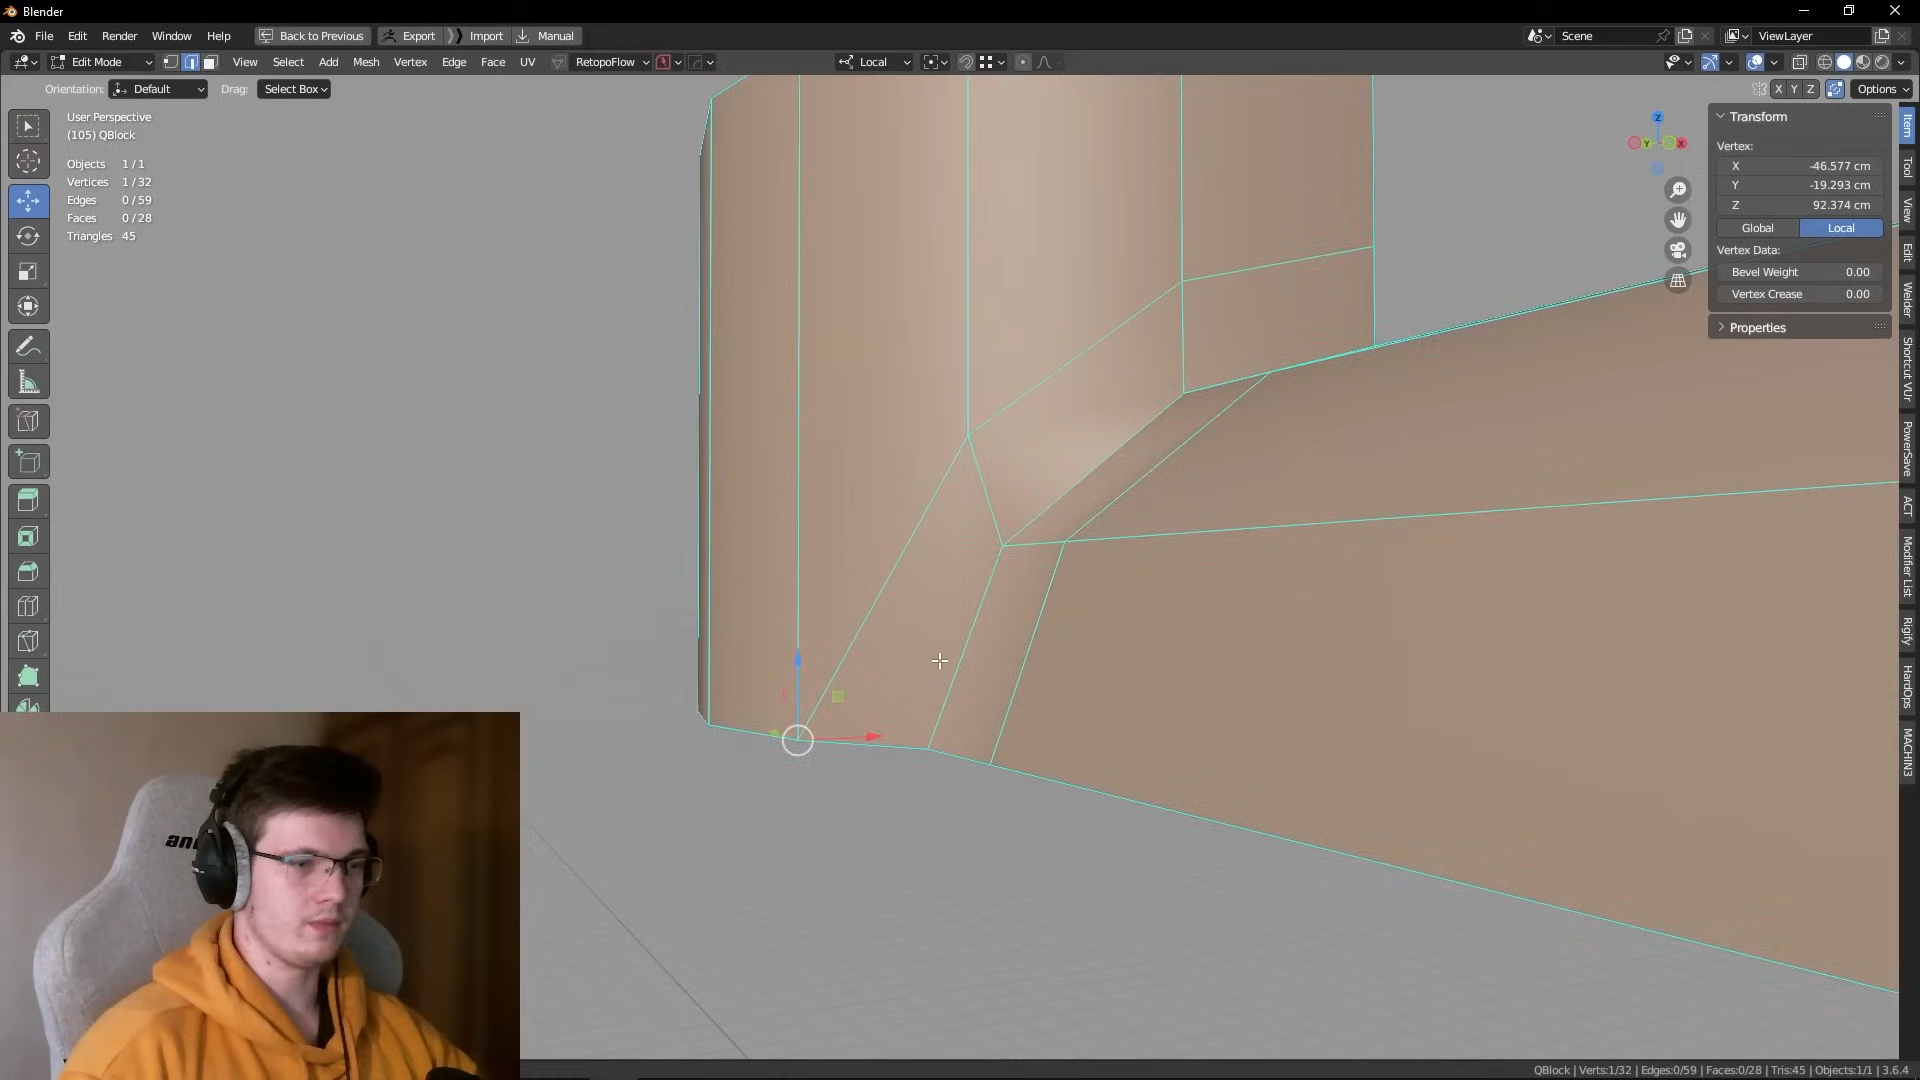 Blender
File Edit Render Window Help Back to Previous Export Import Manual Scene ViewLayer
Edit Mode View Select Add Mesh Vertex Edge Face UV RetopoFlow Local
Orientation: Default Drag: Select Box X Y Z Options
User Perspective
(105) QBlock
Objects 1/1
Vertices 1/32
Edges 0/59
Faces 0/28
Triangles 45
Z
Y X
Transform
Vertex:
X -46.577 cm
Y -19.293 cm
Z 92.374 cm
Global Local
Vertex Data:
Bevel Weight 0.00
Vertex Crease 0.00
Properties
Item
Tool
View
Edit
Welder
Shortcut VUr
PowerSave
ACT
Modifier List
Rigify
HardOps
MACHIN3
QBlock | Verts:1/32 | Edges:0/59 | Faces:0/28 | Tris:45 | Objects:1/1 | 3.6.4